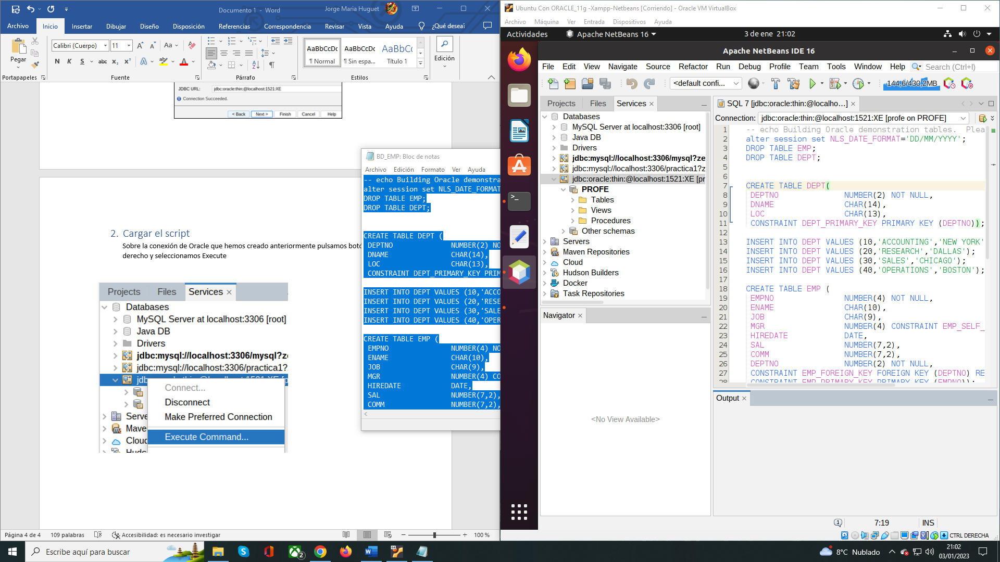 Documento 1 - Word
Jorge Maria Huguet
Archivo
Inicio
Insertar
Dibujar
Diseño
Disposición
Referencias
Correspondencia
Revisar
Vista
Ayuda
¿Qué desea?
Pegar
Calibri (Cuerpo)
11
N K S abc x₂ x²
Aa
AaBbCcDc
¶ Normal
AaBbCcDc
¶ Sin espa...
AaBbCc
Título 1
Edición
Portapapeles
Fuente
Párrafo
Estilos
JDBC URL: jdbc:oracle:thin:@localhost:1521:XE
Connection Succeeded.
< Back
Next >
Finish
Cancel
Help
2. Cargar el script
Sobre la conexión de Oracle que hemos creado anteriormente pulsamos botó
derecho y seleccionamos Execute
Projects
Files
Services
Databases
MySQL Server at localhost:3306 [root]
Java DB
Drivers
jdbc:mysql://localhost:3306/mysql?ze
jdbc:mysql://localhost:3306/practica1?
Connect...
Disconnect
Make Preferred Connection
Execute Command...
Serve
Mave
Cloud
Huds
BD_EMP: Bloc de notas
Archivo
Edición
Formato
Ver
Ayuda
-- echo Building Oracle demonstra
alter session set NLS_DATE_FORMAT
DROP TABLE EMP;
DROP TABLE DEPT;
CREATE TABLE DEPT (
DEPTNO NUMBER(2) NO
DNAME CHAR(14),
LOC CHAR(13),
CONSTRAINT DEPT_PRIMARY_KEY PRIM
INSERT INTO DEPT VALUES (10,'ACCO
INSERT INTO DEPT VALUES (20,'RESE
INSERT INTO DEPT VALUES (30,'SALE
INSERT INTO DEPT VALUES (40,'OPER
CREATE TABLE EMP (
EMPNO NUMBER(4) NO
ENAME CHAR(10),
JOB CHAR(9),
MGR NUMBER(4) CO
HIREDATE DATE,
SAL NUMBER(7,2),
COMM NUMBER(7,2),
Página 4 de 4
109 palabras
Accesibilidad: es necesario investigar
100 %
Ubuntu Con ORACLE_11g -Xampp-Netbeans [Corriendo] - Oracle VM VirtualBox
Archivo
Máquina
Ver
Entrada
Dispositivos
Ayuda
Actividades
Apache NetBeans 16
3 de ene 21:02
Apache NetBeans IDE 16
File
Edit
View
Navigate
Source
Refactor
Run
Debug
Profile
Team
Tools
Window
Help
Search (Ctrl+I)
<default confi...
144,6/430,2MB
Projects
Files
Services
Databases
MySQL Server at localhost:3306 [root]
Java DB
Drivers
jdbc:mysql://localhost:3306/mysql?ze
jdbc:mysql://localhost:3306/practica1?z
jdbc:oracle:thin:@localhost:1521:XE [pr
PROFE
Tables
Views
Procedures
Other schemas
Servers
Maven Repositories
Cloud
Hudson Builders
Docker
Task Repositories
Navigator
SQL 7 [jdbc:oracle:thin:@localho...]
Connection: jdbc:oracle:thin:@localhost:1521:XE [profe on PROFE]
1 -- echo Building Oracle demonstration tables. Plea
2 alter session set NLS_DATE_FORMAT='DD/MM/YYYY';
3 DROP TABLE EMP;
4 DROP TABLE DEPT;
5
6
7 CREATE TABLE DEPT(
8 DEPTNO NUMBER(2) NOT NULL,
9 DNAME CHAR(14),
10 LOC CHAR(13),
11 CONSTRAINT DEPT_PRIMARY_KEY PRIMARY KEY (DEPTNO));
12
13 INSERT INTO DEPT VALUES (10,'ACCOUNTING','NEW YORK'
14 INSERT INTO DEPT VALUES (20,'RESEARCH','DALLAS');
15 INSERT INTO DEPT VALUES (30,'SALES','CHICAGO');
16 INSERT INTO DEPT VALUES (40,'OPERATIONS','BOSTON');
17
18 CREATE TABLE EMP (
19 EMPNO NUMBER(4) NOT NULL,
20 ENAME CHAR(10),
21 JOB CHAR(9),
22 MGR NUMBER(4) CONSTRAINT EMP_SELF_
23 HIREDATE DATE,
24 SAL NUMBER(7,2),
25 COMM NUMBER(7,2),
26 DEPTNO NUMBER(2) NOT NULL,
27 CONSTRAINT EMP_FOREIGN_KEY FOREIGN KEY (DEPTNO) RE
28 CONSTRAINT EMP_PRIMARY_KEY PRIMARY KEY (EMPNO));
Output
<No View Available>
1
7:19
INS
CTRL DERECHA
Escribe aquí para buscar
2
8°C Nublado
21:02
03/01/2023